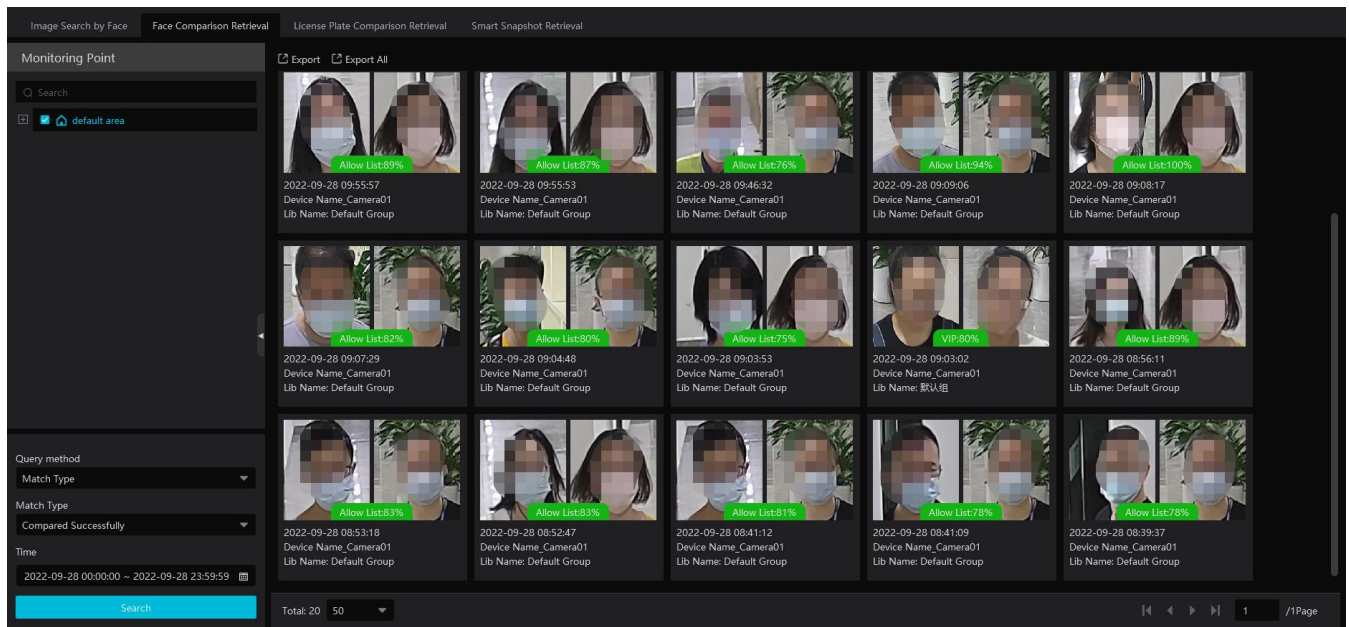 Image Search by Face
Face Comparison Retrieval
License Plate Comparison Retrieval
Smart Snapshot Retrieval
Monitoring Point
Search
default area
Query method
Match Type
Match Type
Compared Successfully
Time
2022-09-28 00:00:00 ~ 2022-09-28 23:59:59
Search
Export
Export All
Allow List:89%
2022-09-28 09:55:57
Device Name_Camera01
Lib Name: Default Group
Allow List:87%
2022-09-28 09:55:53
Device Name_Camera01
Lib Name: Default Group
Allow List:76%
2022-09-28 09:46:32
Device Name_Camera01
Lib Name: Default Group
Allow List:94%
2022-09-28 09:09:06
Device Name_Camera01
Lib Name: Default Group
Allow List:100%
2022-09-28 09:08:17
Device Name_Camera01
Lib Name: Default Group
Allow List:82%
2022-09-28 09:07:29
Device Name_Camera01
Lib Name: Default Group
Allow List:80%
2022-09-28 09:04:48
Device Name_Camera01
Lib Name: Default Group
Allow List:75%
2022-09-28 09:03:53
Device Name_Camera01
Lib Name: Default Group
VIP:80%
2022-09-28 09:03:02
Device Name_Camera01
Lib Name: 默认组
Allow List:89%
2022-09-28 08:56:11
Device Name_Camera01
Lib Name: Default Group
Allow List:83%
2022-09-28 08:53:18
Device Name_Camera01
Lib Name: Default Group
Allow List:83%
2022-09-28 08:52:47
Device Name_Camera01
Lib Name: Default Group
Allow List:81%
2022-09-28 08:41:12
Device Name_Camera01
Lib Name: Default Group
Allow List:78%
2022-09-28 08:41:09
Device Name_Camera01
Lib Name: Default Group
Allow List:78%
2022-09-28 08:39:37
Device Name_Camera01
Lib Name: Default Group
Total: 20
50
1
/1Page